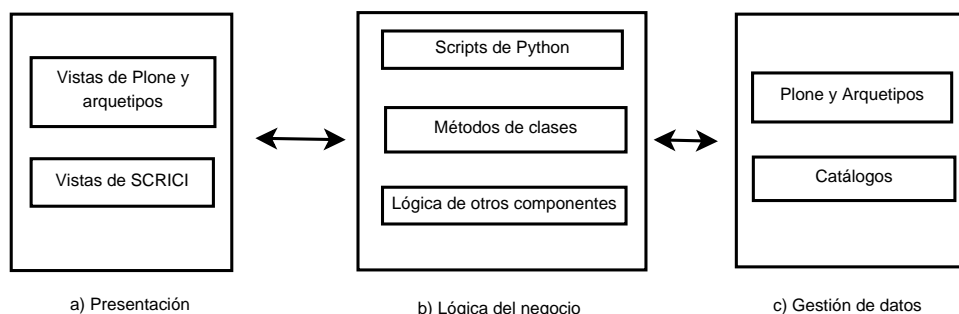 Vistas de Plone y
arquetipos
Vistas de SCRICI
a) Presentación
Scripts de Python
Métodos de clases
Lógica de otros componentes
b) Lógica del negocio
Plone y Arquetipos
Catálogos
c) Gestión de datos